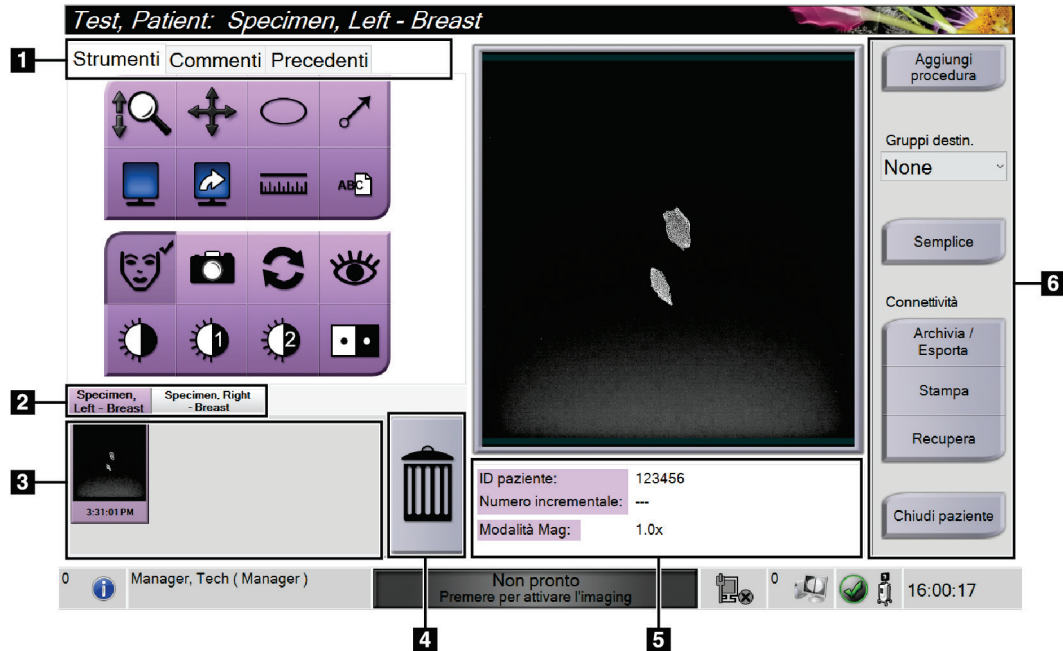 Test, Patient: Specimen, Left - Breast
1
Strumenti Commenti Precedenti
ABC
1
2
2
Specimen,
Left - Breast
Specimen, Right
- Breast
3
3:31:01 PM
4
ID paziente: 123456
Numero incrementale: ---
Modalità Mag: 1.0x
5
Aggiungi
procedura
Gruppi destin.
None
Semplice
Connettività
Archivia /
Esporta
Stampa
Recupera
Chiudi paziente
6
0
Manager, Tech ( Manager )
Non pronto
Premere per attivare l'imaging
0
16:00:17